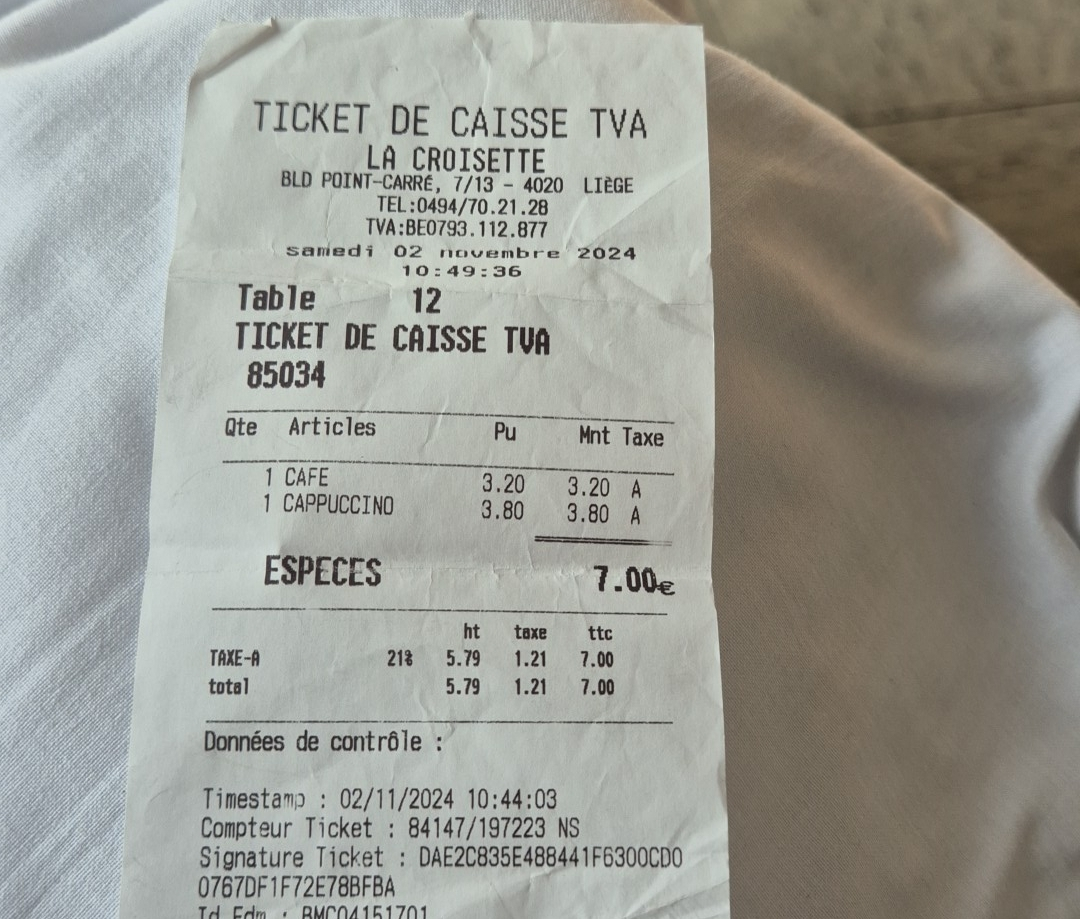 TICKET DE CAISSE TVA
LA CROISETTE
BLD POINT-CARRÉ, 7/13 - 4020 LIÈGE
TEL:0494/70.21.28
TVA:BE0793.112.877
samedi 02 novembre 2024
10:49:36
Table 12
TICKET DE CAISSE TVA
85034
Qte Articles Pu Mnt Taxe
1 CAFE 3.20 3.20 A
1 CAPPUCCINO 3.80 3.80 A
ESPECES 7.00€
ht taxe ttc
TAXE-A 21% 5.79 1.21 7.00
total 5.79 1.21 7.00
Données de contrôle :
Timestamp : 02/11/2024 10:44:03
Compteur Ticket : 84147/197223 NS
Signature Ticket : DAE2C835E488441F6300CD0
0767DF1F72E78BFBA
Id Fdm : BMC04151701